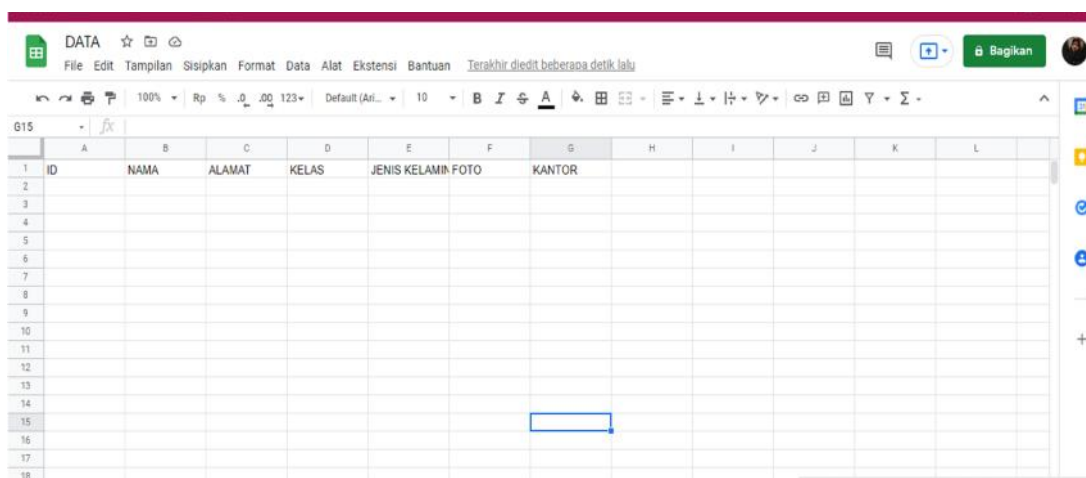 DATA
File Edit Tampilan Sisipkan Format Data Alat Ekstensi Bantuan Terakhir diedit beberapa detik lalu
Bagikan
100% Rp % .0 .00 123 Default (Ari... 10 B I S A
G15 fx
A B C D E F G H I J K L
1 ID NAMA ALAMAT KELAS JENIS KELAMIN FOTO KANTOR
2
3
4
5
6
7
8
9
10
11
12
13
14
15
16
17
18